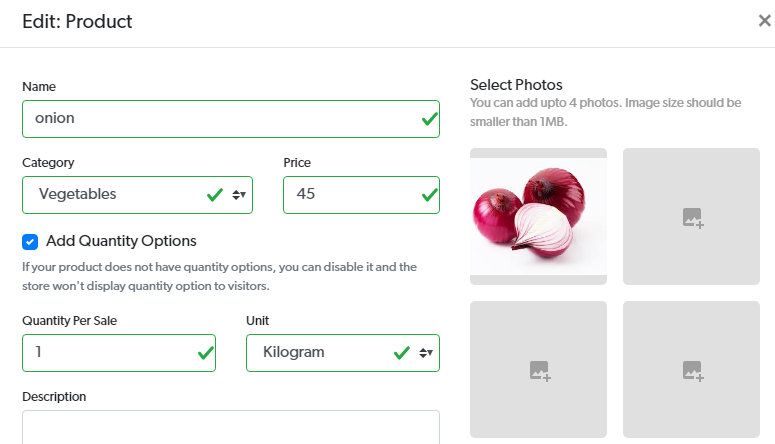 Edit: Product
Name
onion
Category
Price
Vegetables
45
Add Quantity Options
If your product does not have quantity options, you can disable it and the
store won't display quantity option to visitors.
Quantity Per Sale
Unit
1
Kilogram
Description
Select Photos
You can add upto 4 photos. Image size should be
smaller than 1MB.